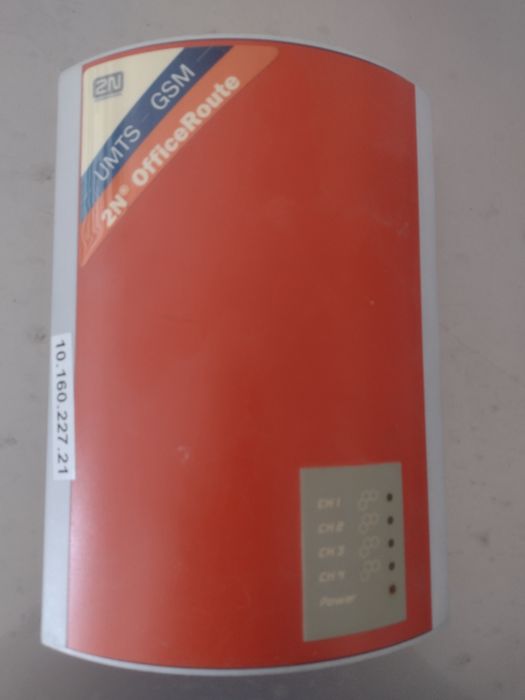 2N
UMTS GSM
2N® OfficeRoute
10.160.227.21
CH 1
CH 2
CH 3
CH 4
Power